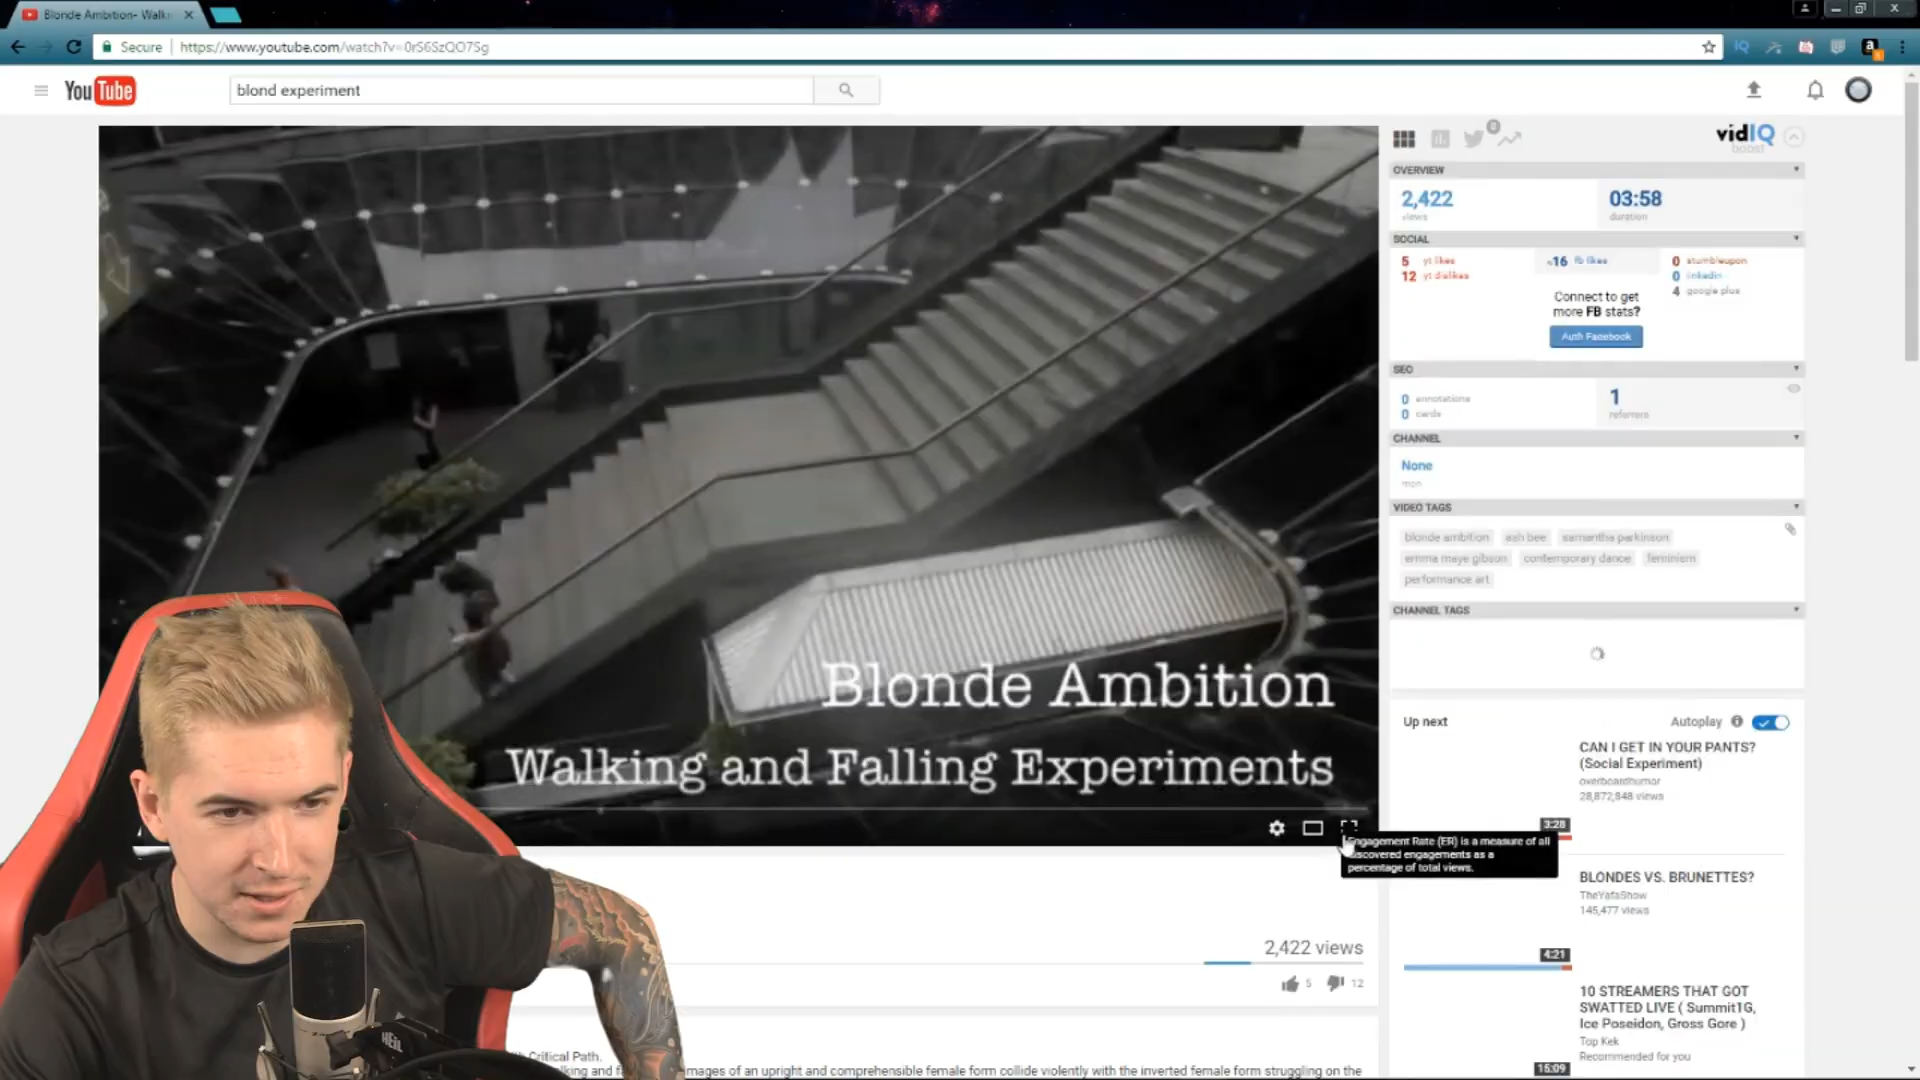 Blonde Ambition- Walk
Secure
https://www.youtube.com/watch?v=0rS6SzQO7Sg
YouTube
blond experiment
vidIQ
boost
OVERVIEW
2,422
views
03:58
duration
SOCIAL
5 yt likes
12 yt dislikes
16 fb likes
0 stumbleupon
0 linkedin
4 google plus
Connect to get
more FB stats?
Auth Facebook
SEO
0 annotations
0 cards
1
referrers
CHANNEL
None
mcn
VIDEO TAGS
blonde ambition ash bee samantha parkinson
emma maye gibson contemporary dance feminism
performance art
CHANNEL TAGS
Blonde Ambition
Walking and Falling Experiments
Engagement Rate (ER) is a measure of all
discovered engagements as a
percentage of total views.
Up next
Autoplay
CAN I GET IN YOUR PANTS?
(Social Experiment)
overboardhumor
28,872,848 views
3:28
BLONDES VS. BRUNETTES?
TheYafaShow
145,477 views
4:21
10 STREAMERS THAT GOT
SWATTED LIVE ( Summit1G,
Ice Poseidon, Gross Gore )
Top Kek
Recommended for you
15:09
2,422 views
5
12
Critical Path.
mages of an upright and comprehensible female form collide violently with the inverted female form struggling on the
HEIL